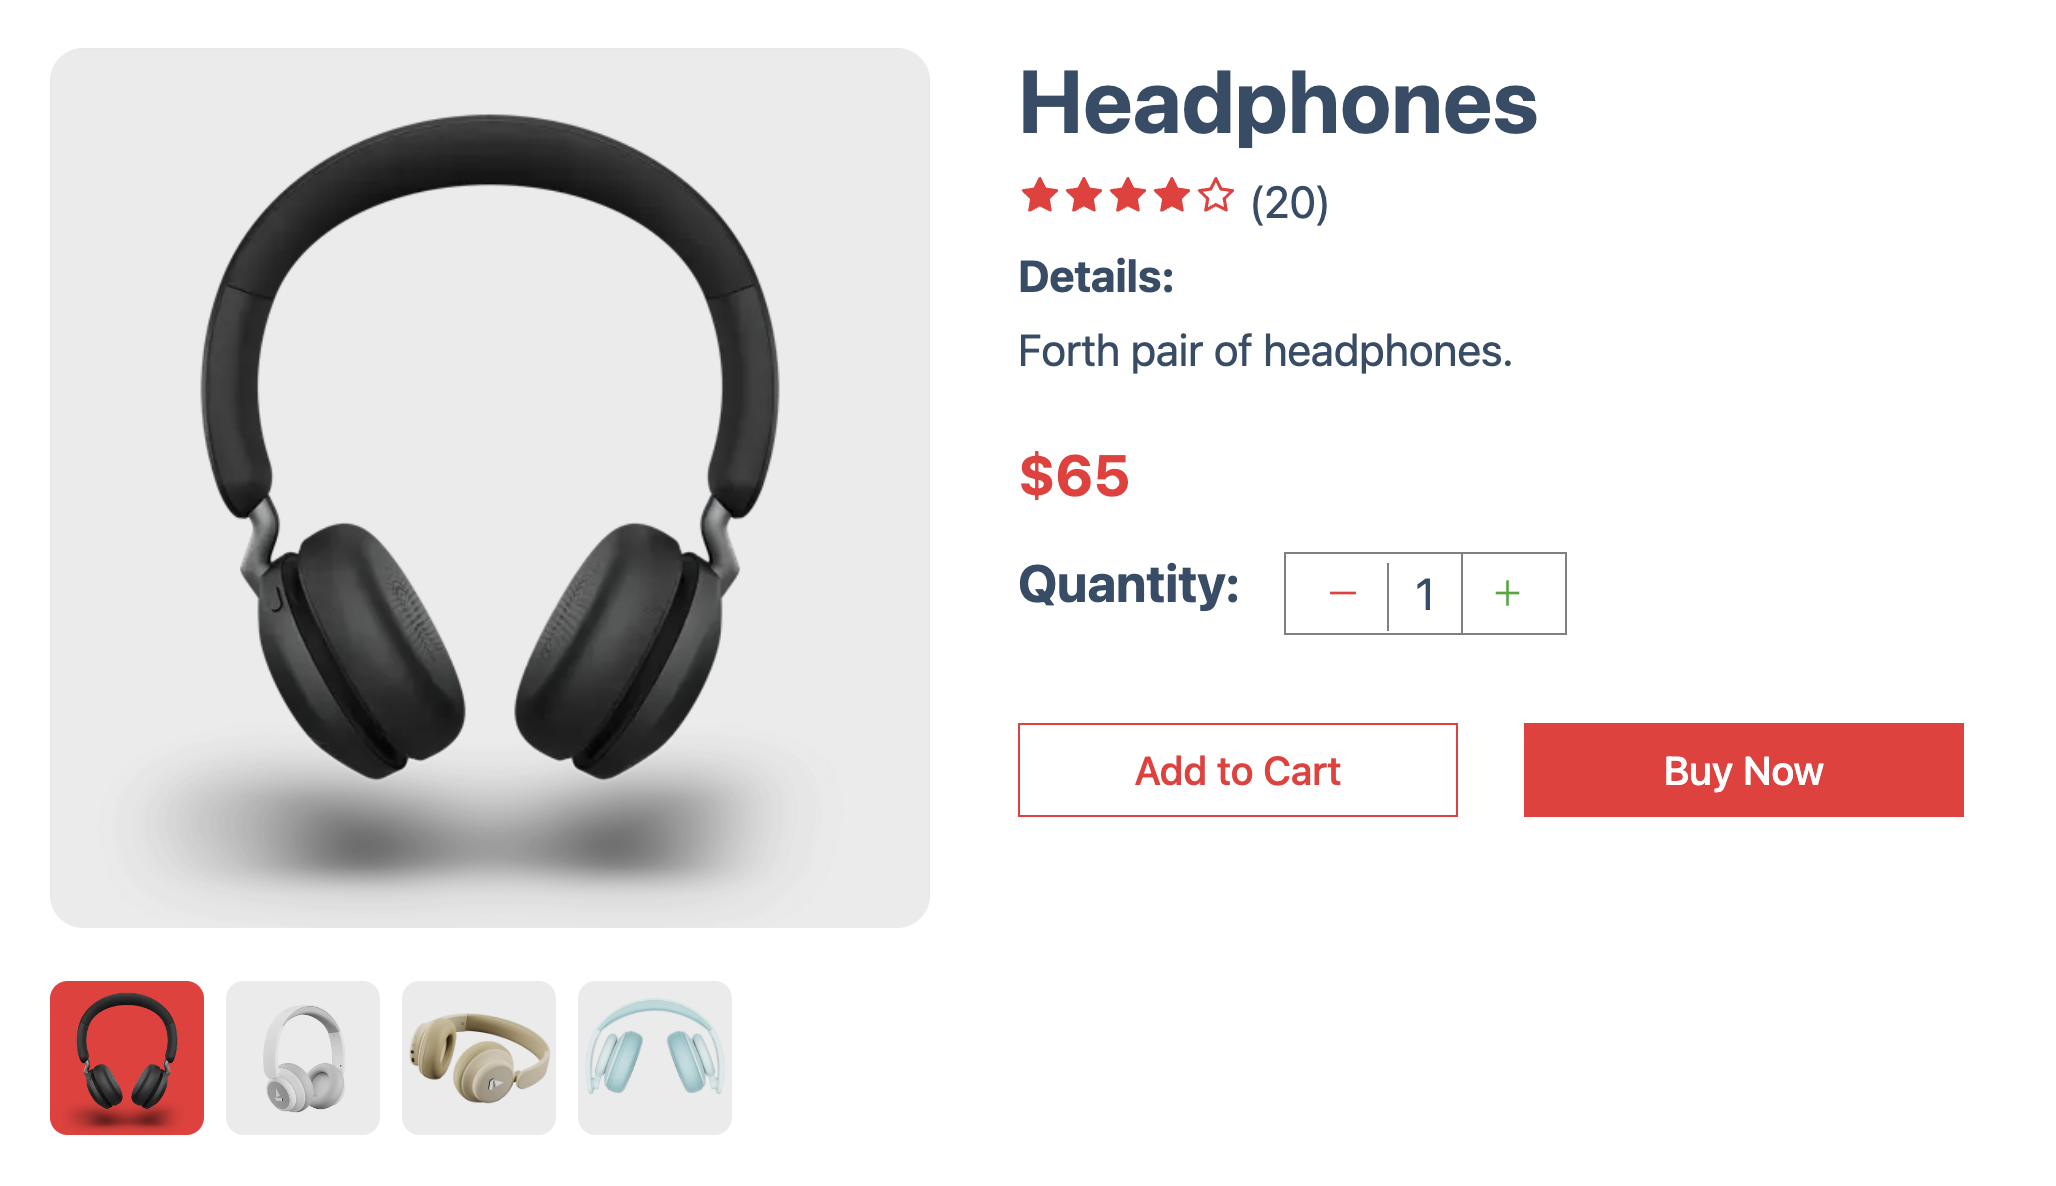 Headphones
(20)
Details:
Forth pair of headphones.
$65
Quantity: 1
Add to Cart
Buy Now